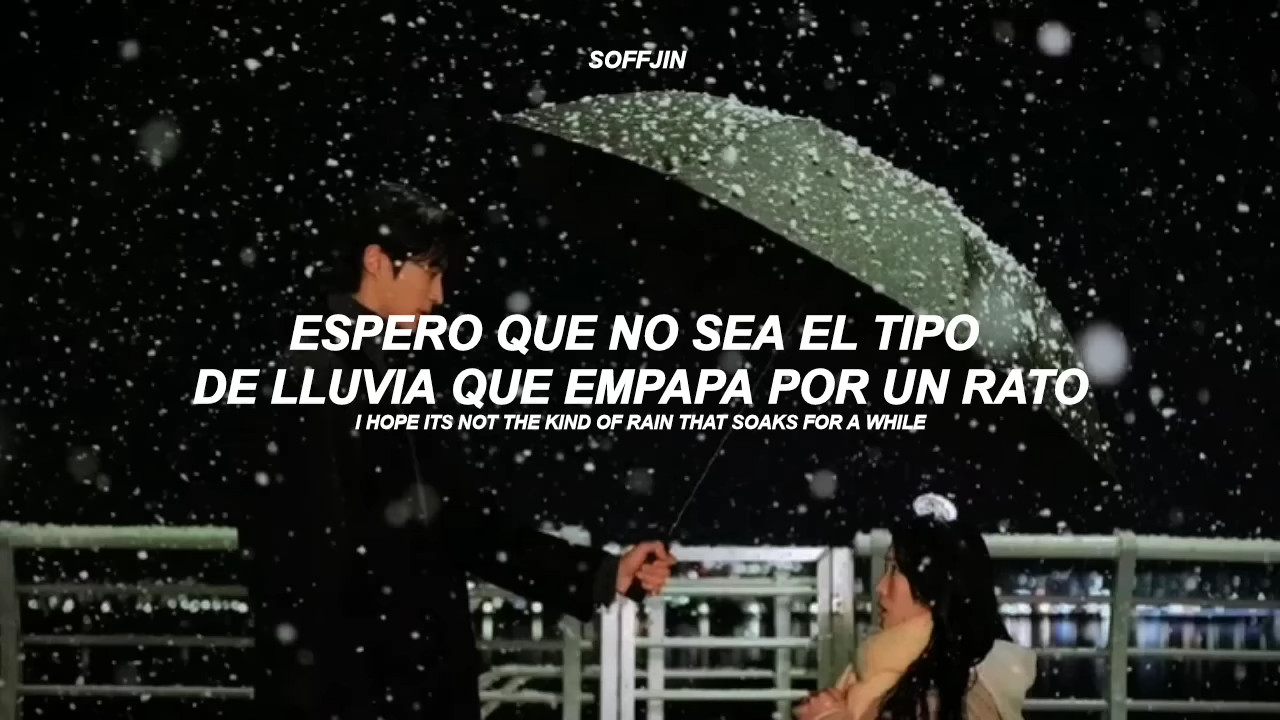 SOFFJIN
ESPERO QUE NO SEA EL TIPO
DE LLUVIA QUE EMPAPA POR UN RATO
I HOPE ITS NOT THE KIND OF RAIN THAT SOAKS FOR A WHILE